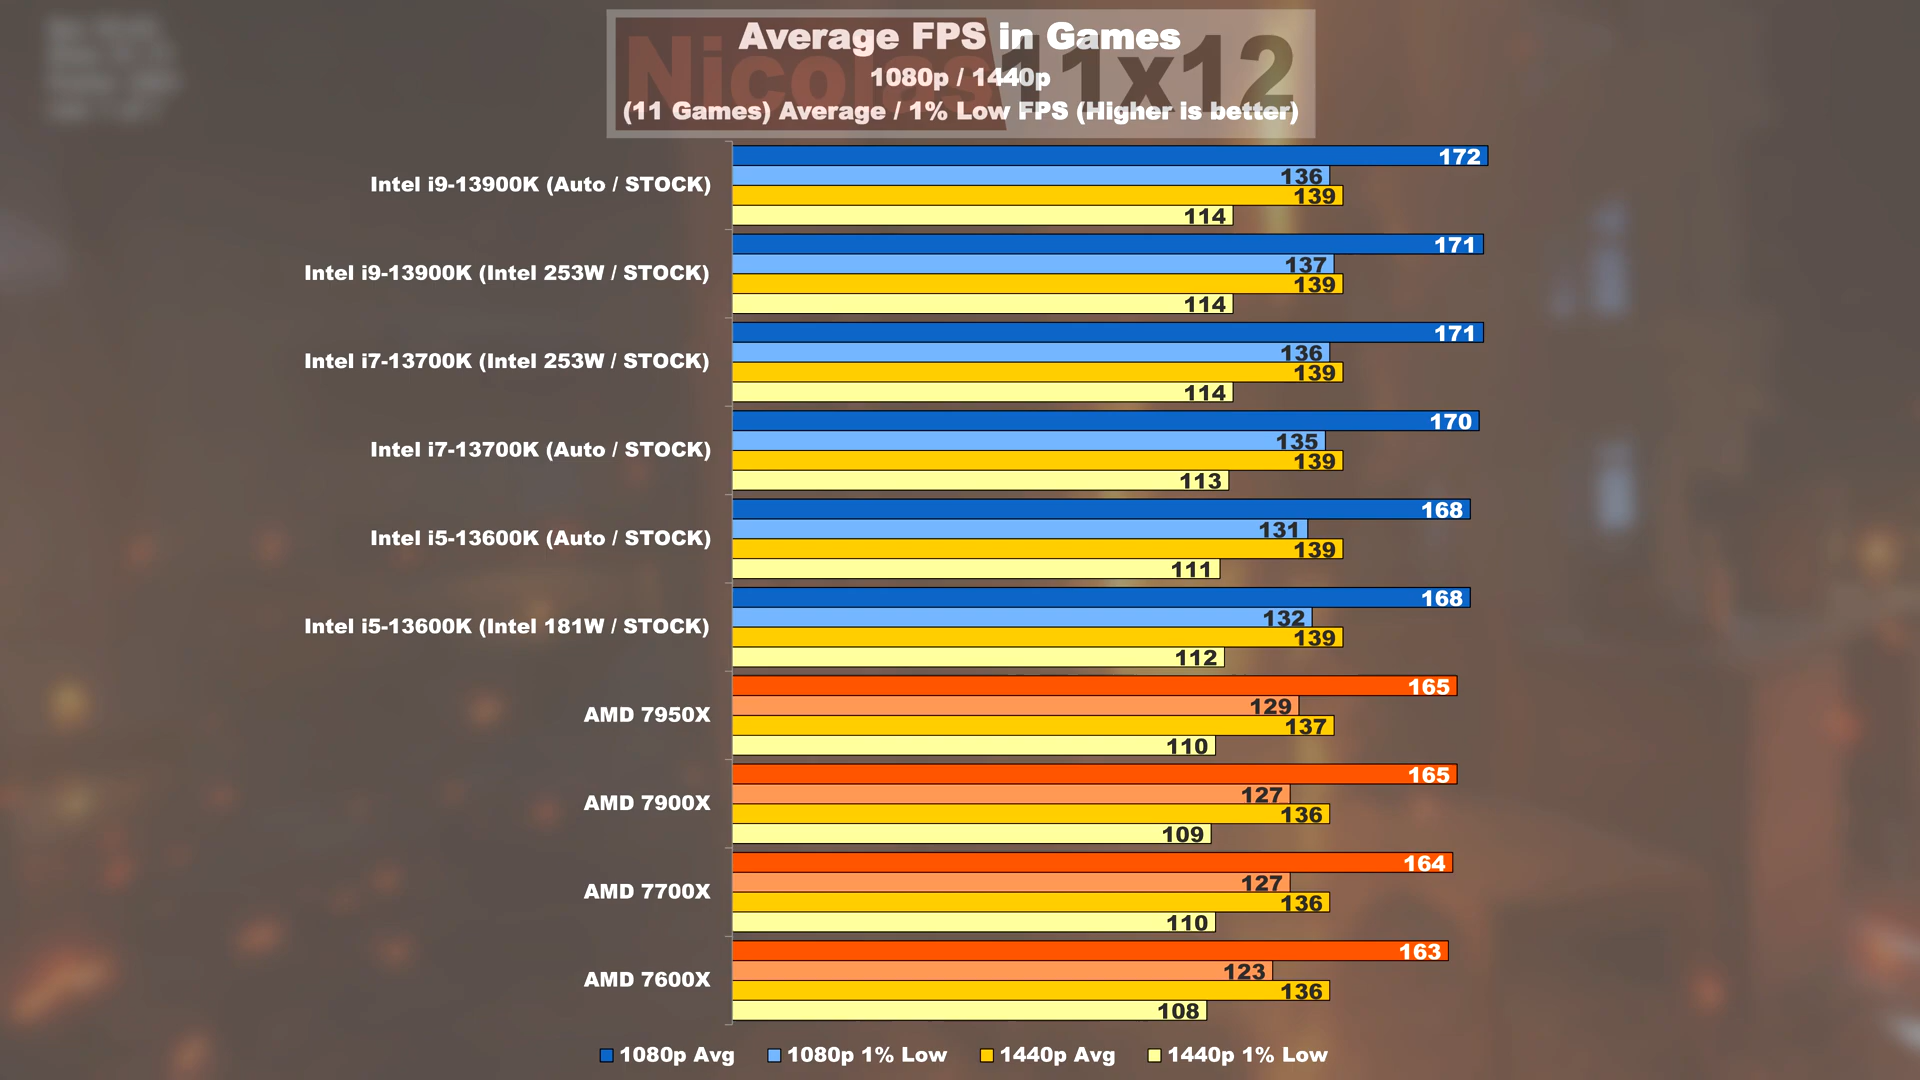 Average FPS in Games
Nicolas11x12
1080p / 1440p
(11 Games) Average / 1% Low FPS (Higher is better)
Intel i9-13900K (Auto / STOCK)
172
136
139
114
Intel i9-13900K (Intel 253W / STOCK)
171
137
139
114
Intel i7-13700K (Intel 253W / STOCK)
171
136
139
114
Intel i7-13700K (Auto / STOCK)
170
135
139
113
Intel i5-13600K (Auto / STOCK)
168
131
139
111
Intel i5-13600K (Intel 181W / STOCK)
168
132
139
112
AMD 7950X
165
129
137
110
AMD 7900X
165
127
136
109
AMD 7700X
164
127
136
110
AMD 7600X
163
123
136
108
1080p Avg 1080p 1% Low 1440p Avg 1440p 1% Low